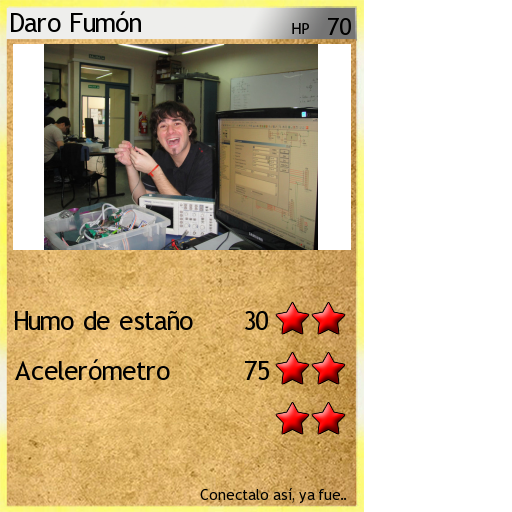 Daro Fumón HP 70
Humo de estaño 30
Acelerómetro 75
Conectalo así, ya fue..